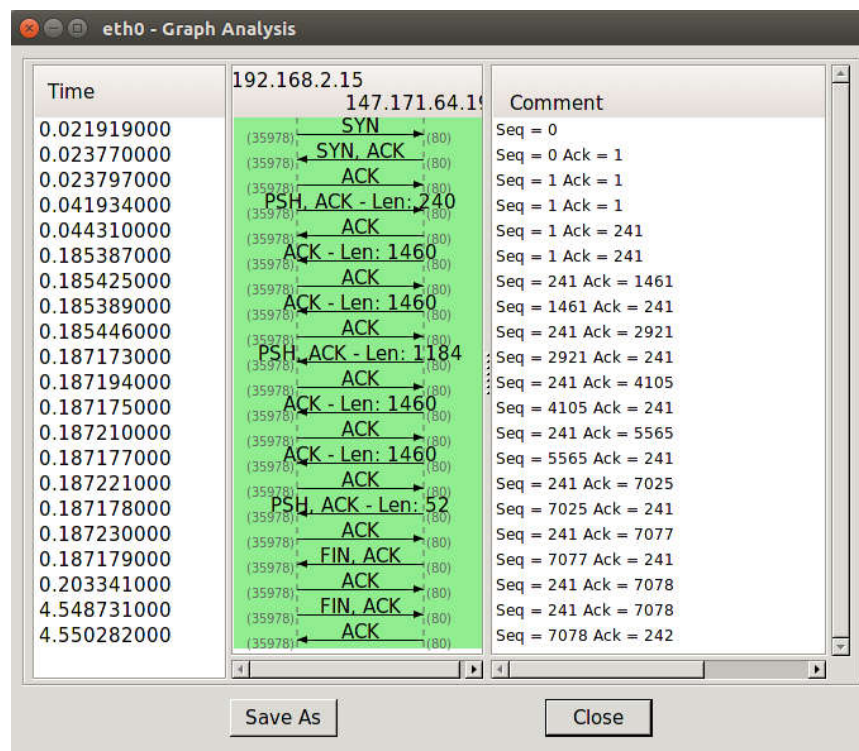 eth0 - Graph Analysis
Time 192.168.2.15 147.171.64.19 Comment
0.021919000 (35978) SYN (80) Seq = 0
0.023770000 (35978) SYN, ACK (80) Seq = 0 Ack = 1
0.023797000 (35978) ACK (80) Seq = 1 Ack = 1
0.041934000 (35978) PSH, ACK - Len: 240 (80) Seq = 1 Ack = 1
0.044310000 (35978) ACK (80) Seq = 1 Ack = 241
0.185387000 (35978) ACK - Len: 1460 (80) Seq = 1 Ack = 241
0.185425000 (35978) ACK (80) Seq = 241 Ack = 1461
0.185389000 (35978) ACK - Len: 1460 (80) Seq = 1461 Ack = 241
0.185446000 (35978) ACK (80) Seq = 241 Ack = 2921
0.187173000 (35978) PSH, ACK - Len: 1184 (80) Seq = 2921 Ack = 241
0.187194000 (35978) ACK (80) Seq = 241 Ack = 4105
0.187175000 (35978) ACK - Len: 1460 (80) Seq = 4105 Ack = 241
0.187210000 (35978) ACK (80) Seq = 241 Ack = 5565
0.187177000 (35978) ACK - Len: 1460 (80) Seq = 5565 Ack = 241
0.187221000 (35978) ACK (80) Seq = 241 Ack = 7025
0.187178000 (35978) PSH, ACK - Len: 52 (80) Seq = 7025 Ack = 241
0.187230000 (35978) ACK (80) Seq = 241 Ack = 7077
0.187179000 (35978) FIN, ACK (80) Seq = 7077 Ack = 241
0.203341000 (35978) ACK (80) Seq = 241 Ack = 7078
4.548731000 (35978) FIN, ACK (80) Seq = 241 Ack = 7078
4.550282000 (35978) ACK (80) Seq = 7078 Ack = 242
Save As Close